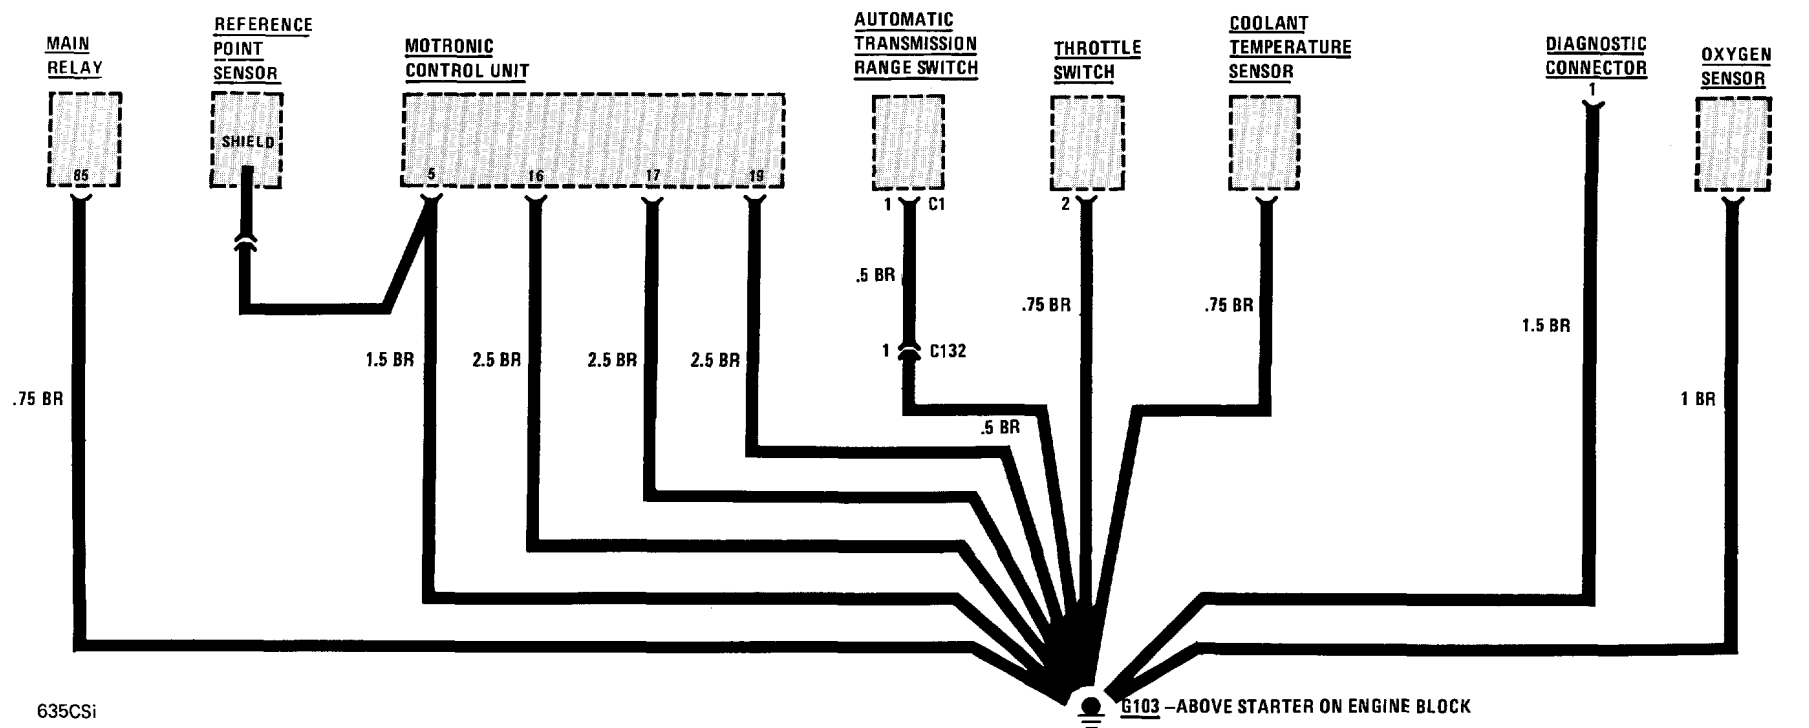 MAIN
RELAY
REFERENCE
POINT
SENSOR
MOTRONIC
CONTROL UNIT
AUTOMATIC
TRANSMISSION
RANGE SWITCH
THROTTLE
SWITCH
COOLANT
TEMPERATURE
SENSOR
DIAGNOSTIC
CONNECTOR
1
OXYGEN
SENSOR
SHIELD
85
5
16
17
19
1 C1
2
.5 BR
.75 BR
.75 BR
1.5 BR
1 C132
1.5 BR
2.5 BR
2.5 BR
2.5 BR
.75 BR
1 BR
.5 BR
G103 –ABOVE STARTER ON ENGINE BLOCK
635CSi